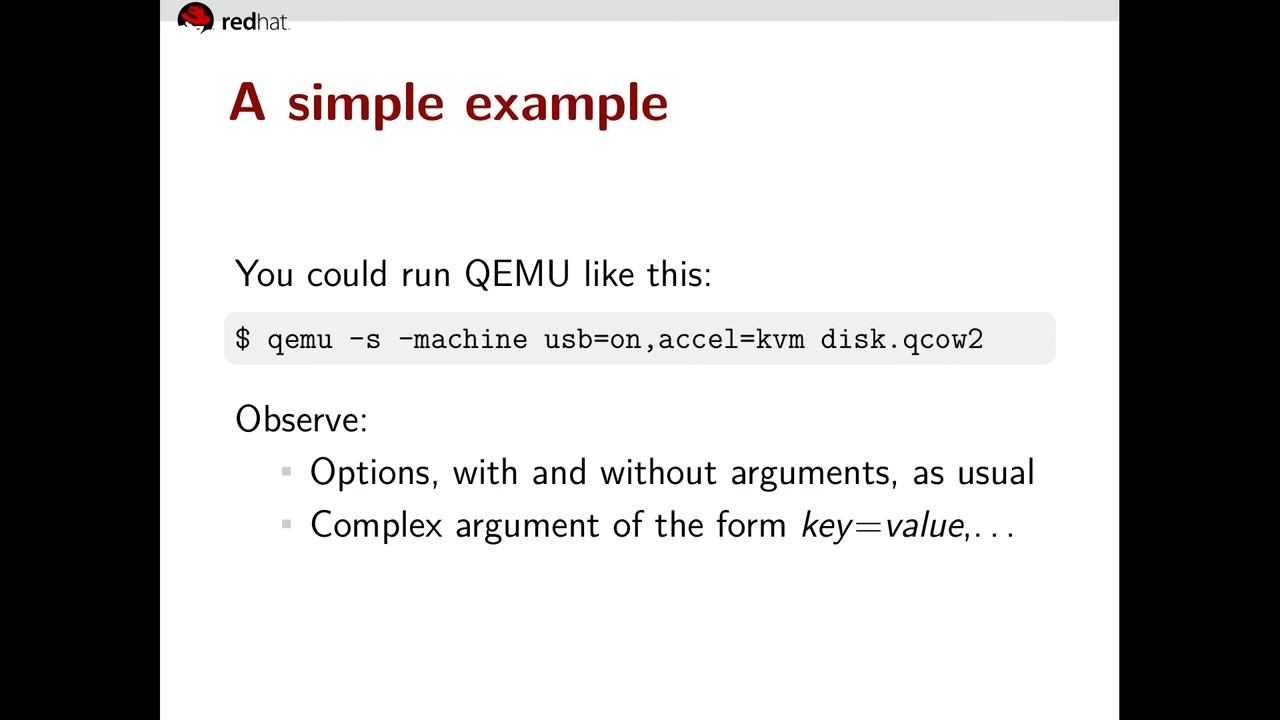 redhat.
A simple example
You could run QEMU like this:
$ qemu -s -machine usb=on,accel=kvm disk.qcow2
Observe:
Options, with and without arguments, as usual
Complex argument of the form key=value,...